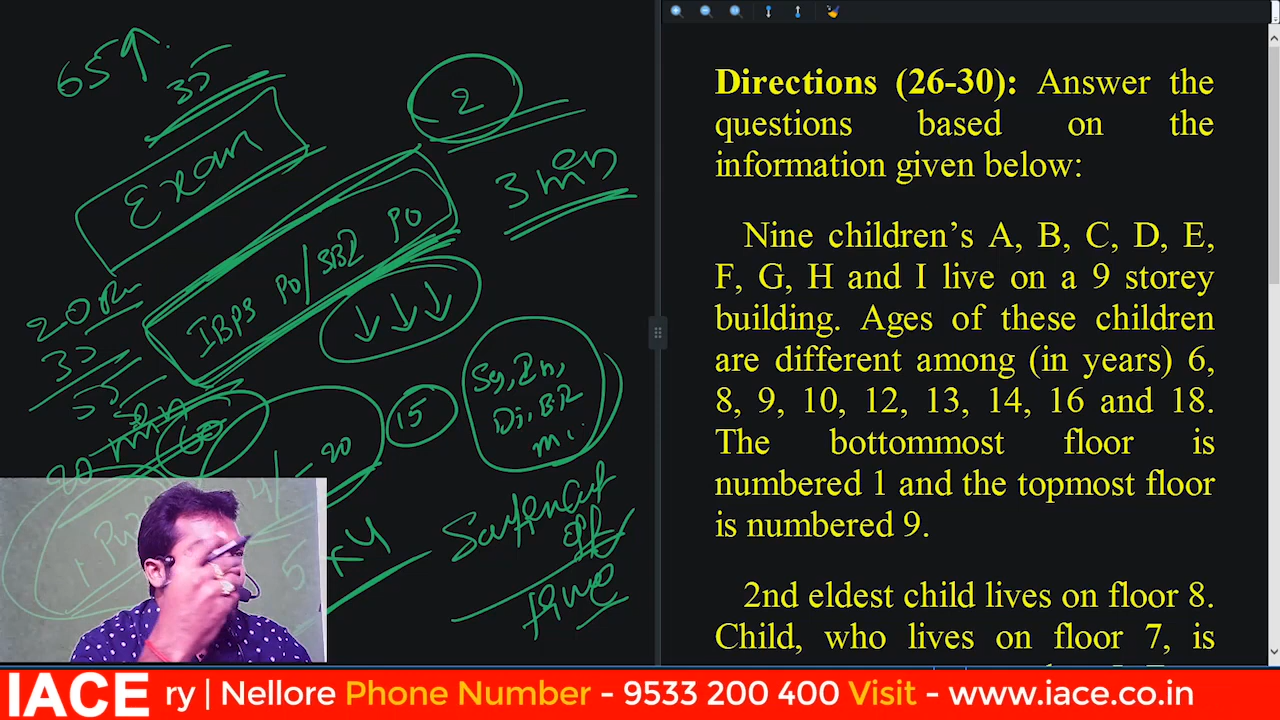 65↑
35
Exam
2
3 min
IBPS PO/SBI PO
35
15
60
20
x4
5
Directions (26-30): Answer the
questions based on the
information given below:
Nine children's A, B, C, D, E,
F, G, H and I live on a 9 storey
building. Ages of these children
are different among (in years) 6,
8, 9, 10, 12, 13, 14, 16 and 18.
The bottommost floor is
numbered 1 and the topmost floor
is numbered 9.
2nd eldest child lives on floor 8.
Child, who lives on floor 7, is
IACE ry | Nellore Phone Number - 9533 200 400 Visit - www.iace.co.in